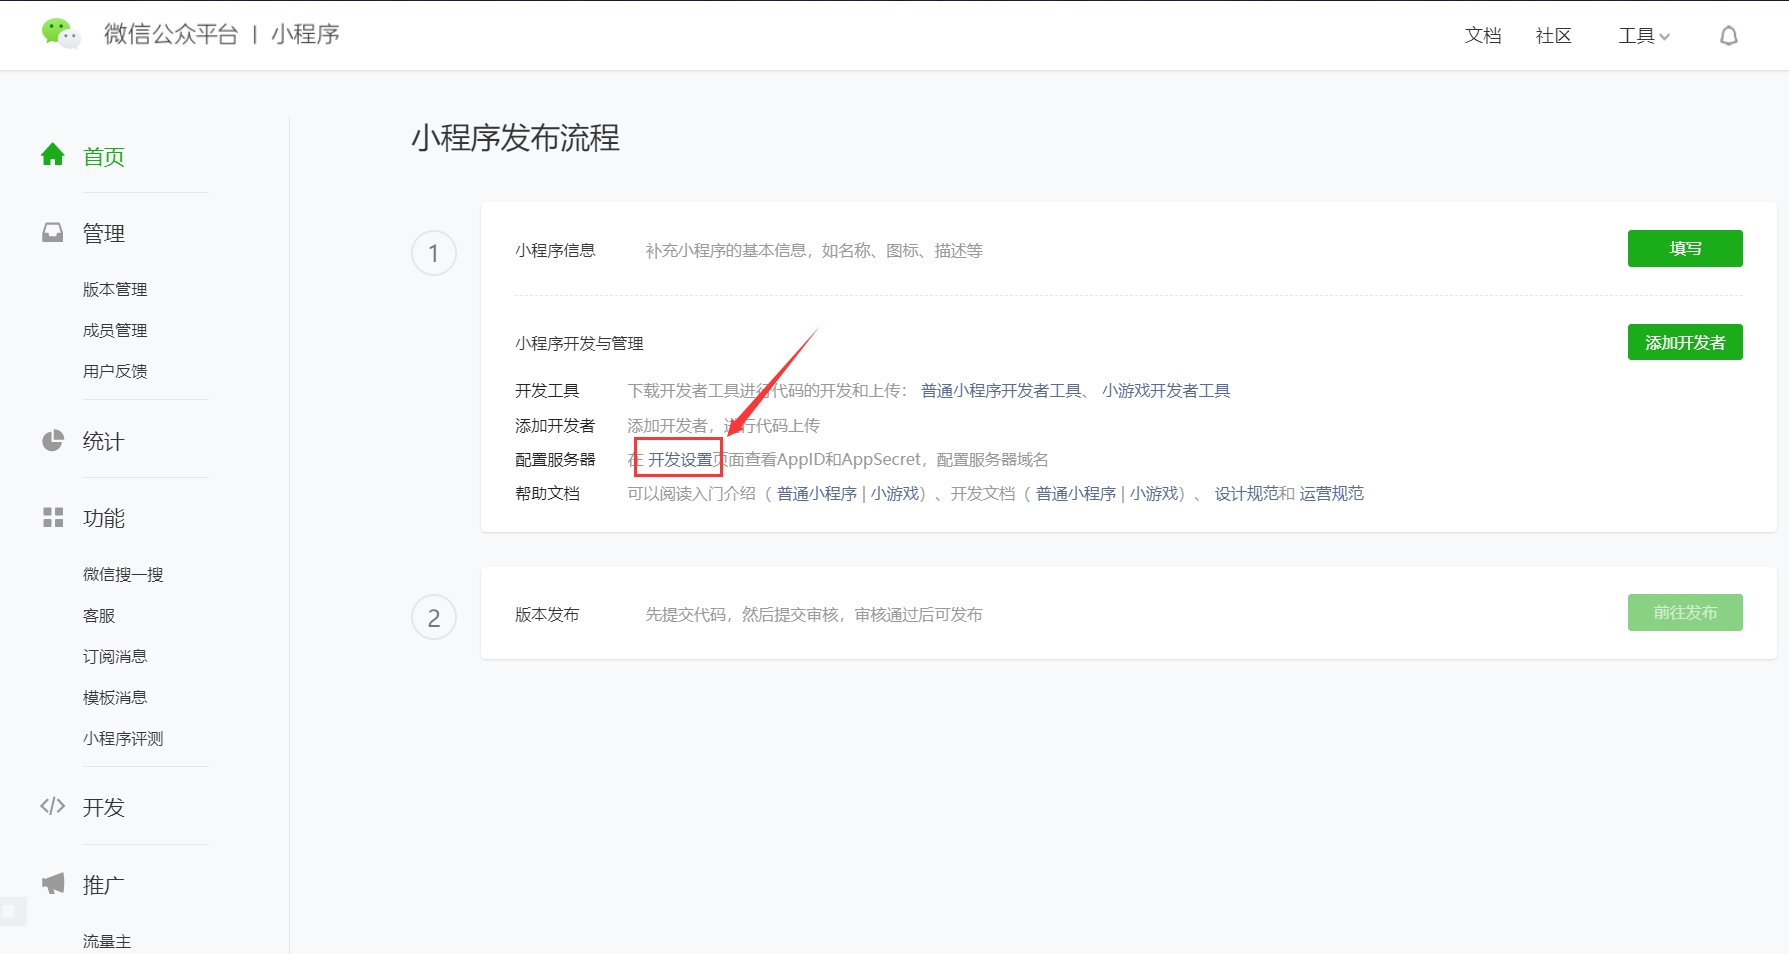 微信公众平台 | 小程序
文档 社区 工具
首页
管理
版本管理
成员管理
用户反馈
统计
功能
微信搜一搜
客服
订阅消息
模板消息
小程序评测
开发
推广
流量主
小程序发布流程
1
小程序信息 补充小程序的基本信息，如名称、图标、描述等 填写
小程序开发与管理 添加开发者
开发工具 下载开发者工具进行代码的开发和上传： 普通小程序开发者工具、 小游戏开发者工具
添加开发者 添加开发者，进行代码上传
配置服务器 在 开发设置页面查看AppID和AppSecret，配置服务器域名
帮助文档 可以阅读入门介绍（ 普通小程序 | 小游戏）、开发文档（ 普通小程序 | 小游戏）、 设计规范和 运营规范
2
版本发布 先提交代码，然后提交审核，审核通过后可发布 前往发布